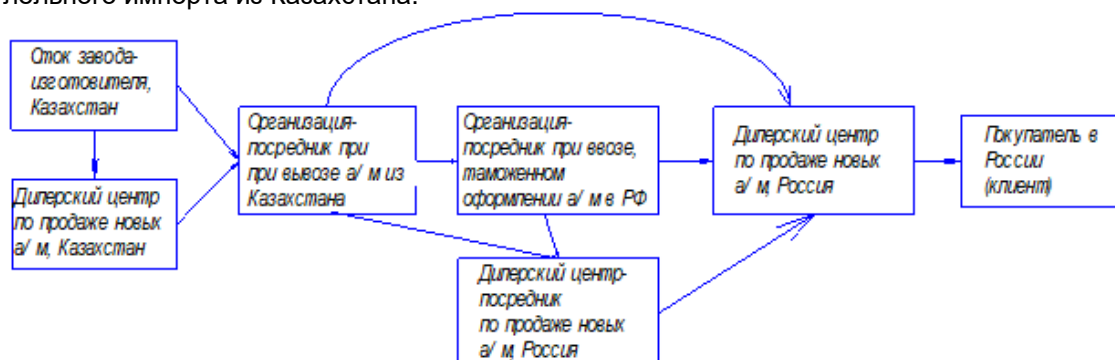 лельного импорта из Казахстана.
Сток завода-
изготовителя,
Казахстан
Дилерский центр
по продаже новых
а/ м, Казахстан
Организация-
посредник при
при вывозе а/ м из
Казахстана
Организация-
посредник при ввозе,
таможенном
оформлении а/ м в РФ
Дилерский центр-
посредник
по продаже новых
а/ м, Россия
Дилерский центр
по продаже новых
а/ м, Россия
Покупатель в
России
(клиент)